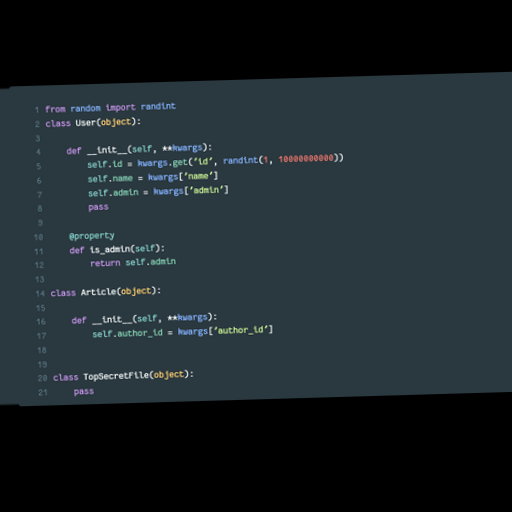 1 from random import randint
2 class User(object):
3
4 def __init__(self, **kwargs):
5 self.id = kwargs.get('id', randint(1, 10000000000))
6 self.name = kwargs['name']
7 self.admin = kwargs['admin']
8 pass
9
10 @property
11 def is_admin(self):
12 return self.admin
13
14 class Article(object):
15
16 def __init__(self, **kwargs):
17 self.author_id = kwargs['author_id']
18
19
20 class TopSecretFile(object):
21 pass